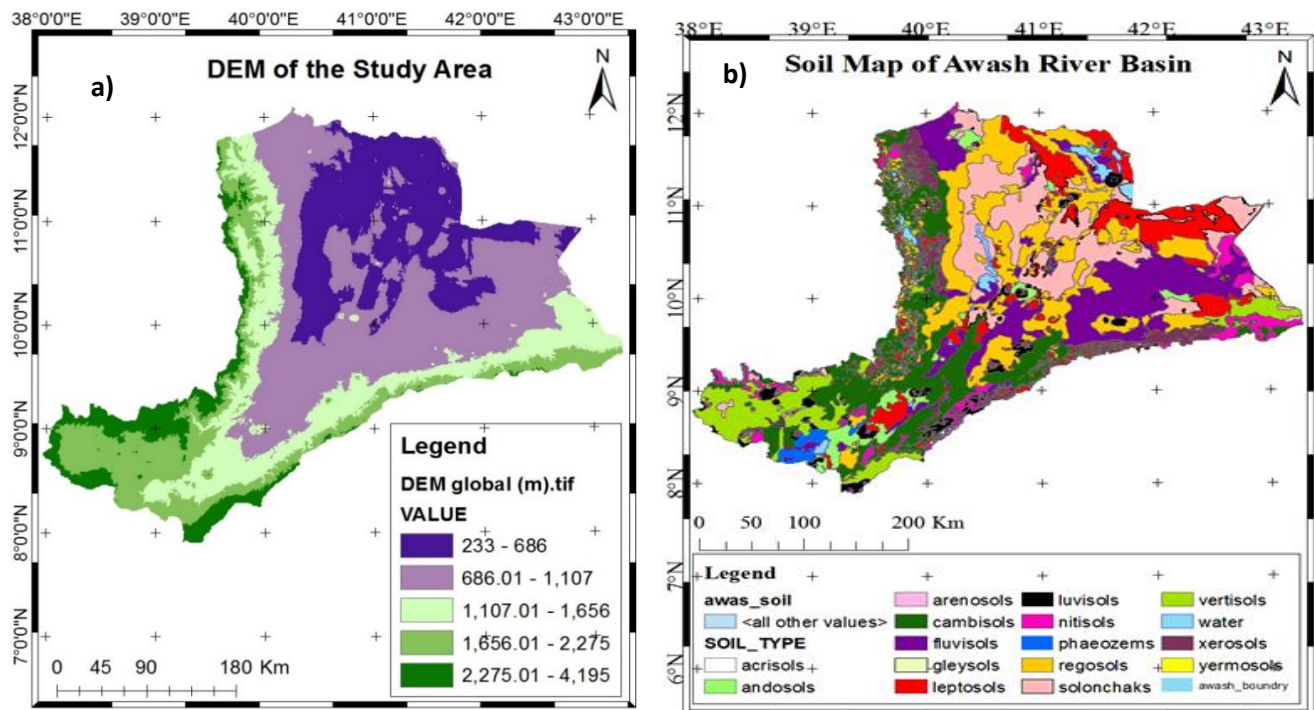 38°0'0"E 40°0'0"E 41°0'0"E 42°0'0"E 43°0'0"E
a)
DEM of the Study Area
N
12°0'0"N
11°0'0"N
10°0'0"N
9°0'0"N
8°0'0"N
7°0'0"N
Legend
DEM global (m).tif
VALUE
233 - 686
686.01 - 1,107
1,107.01 - 1,656
1,656.01 - 2,275
2,275.01 - 4,195
0 45 90 180 Km
38°E 39°E 40°E 41°E 42°E 43°E
b)
Soil Map of Awash River Basin
N
12°N
11°N
10°N
9°N
8°N
7°N
6°N
0 50 100 200 Km
Legend
awas_soil
<all other values>
SOIL_TYPE
acrisols
andosols
arenosols
cambisols
fluvisols
gleysols
leptosols
luvisols
nitisols
phaeozems
regosols
solonchaks
vertisols
water
xerosols
yermosols
awash_boundry